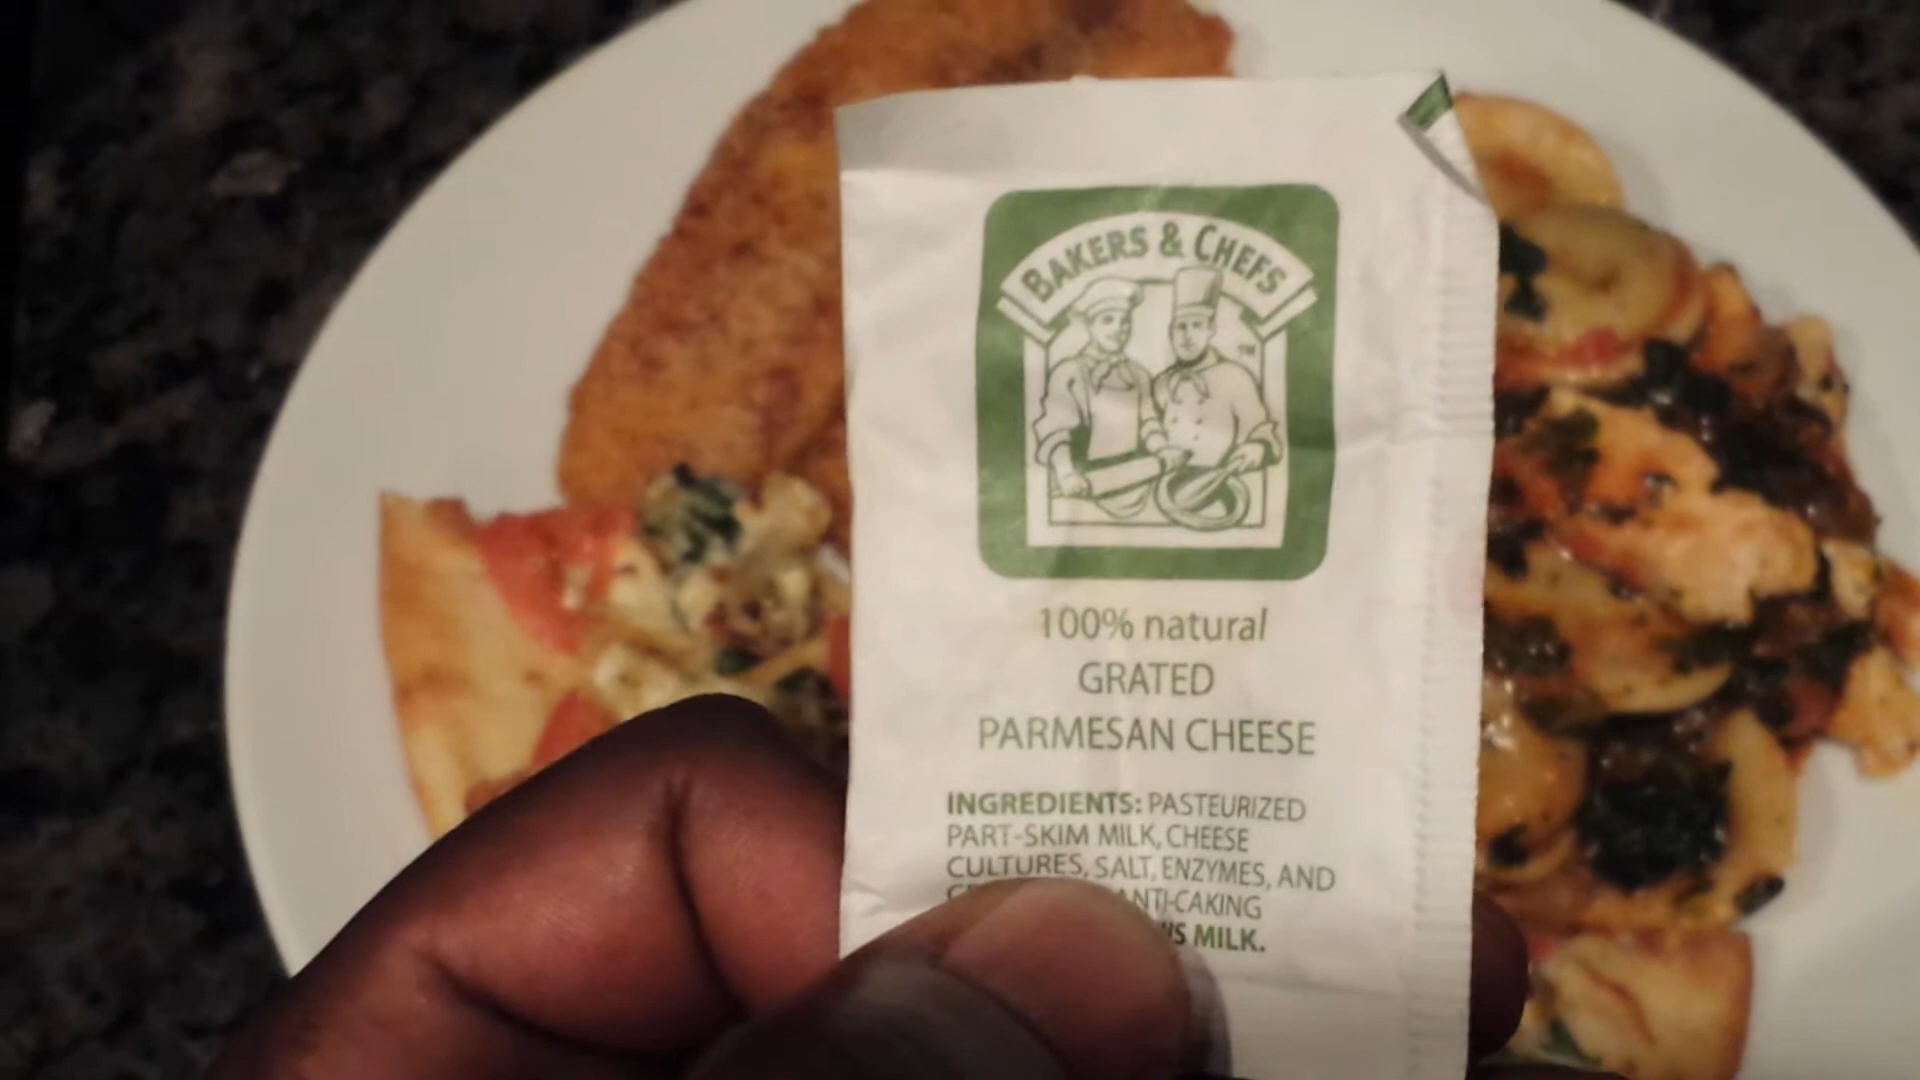 BAKERS & CHEFS
TM
100% natural
GRATED
PARMESAN CHEESE
INGREDIENTS: PASTEURIZED
PART-SKIM MILK, CHEESE
CULTURES, SALT, ENZYMES, AND
ANTI-CAKING
MILK.